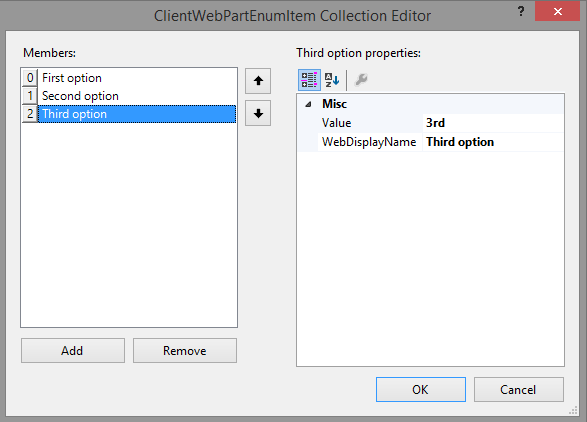 ClientWebPartEnumItem Collection Editor
?
Members:
0 First option
1 Second option
2 Third option
Add
Remove
Third option properties:
Misc
Value 3rd
WebDisplayName Third option
OK
Cancel